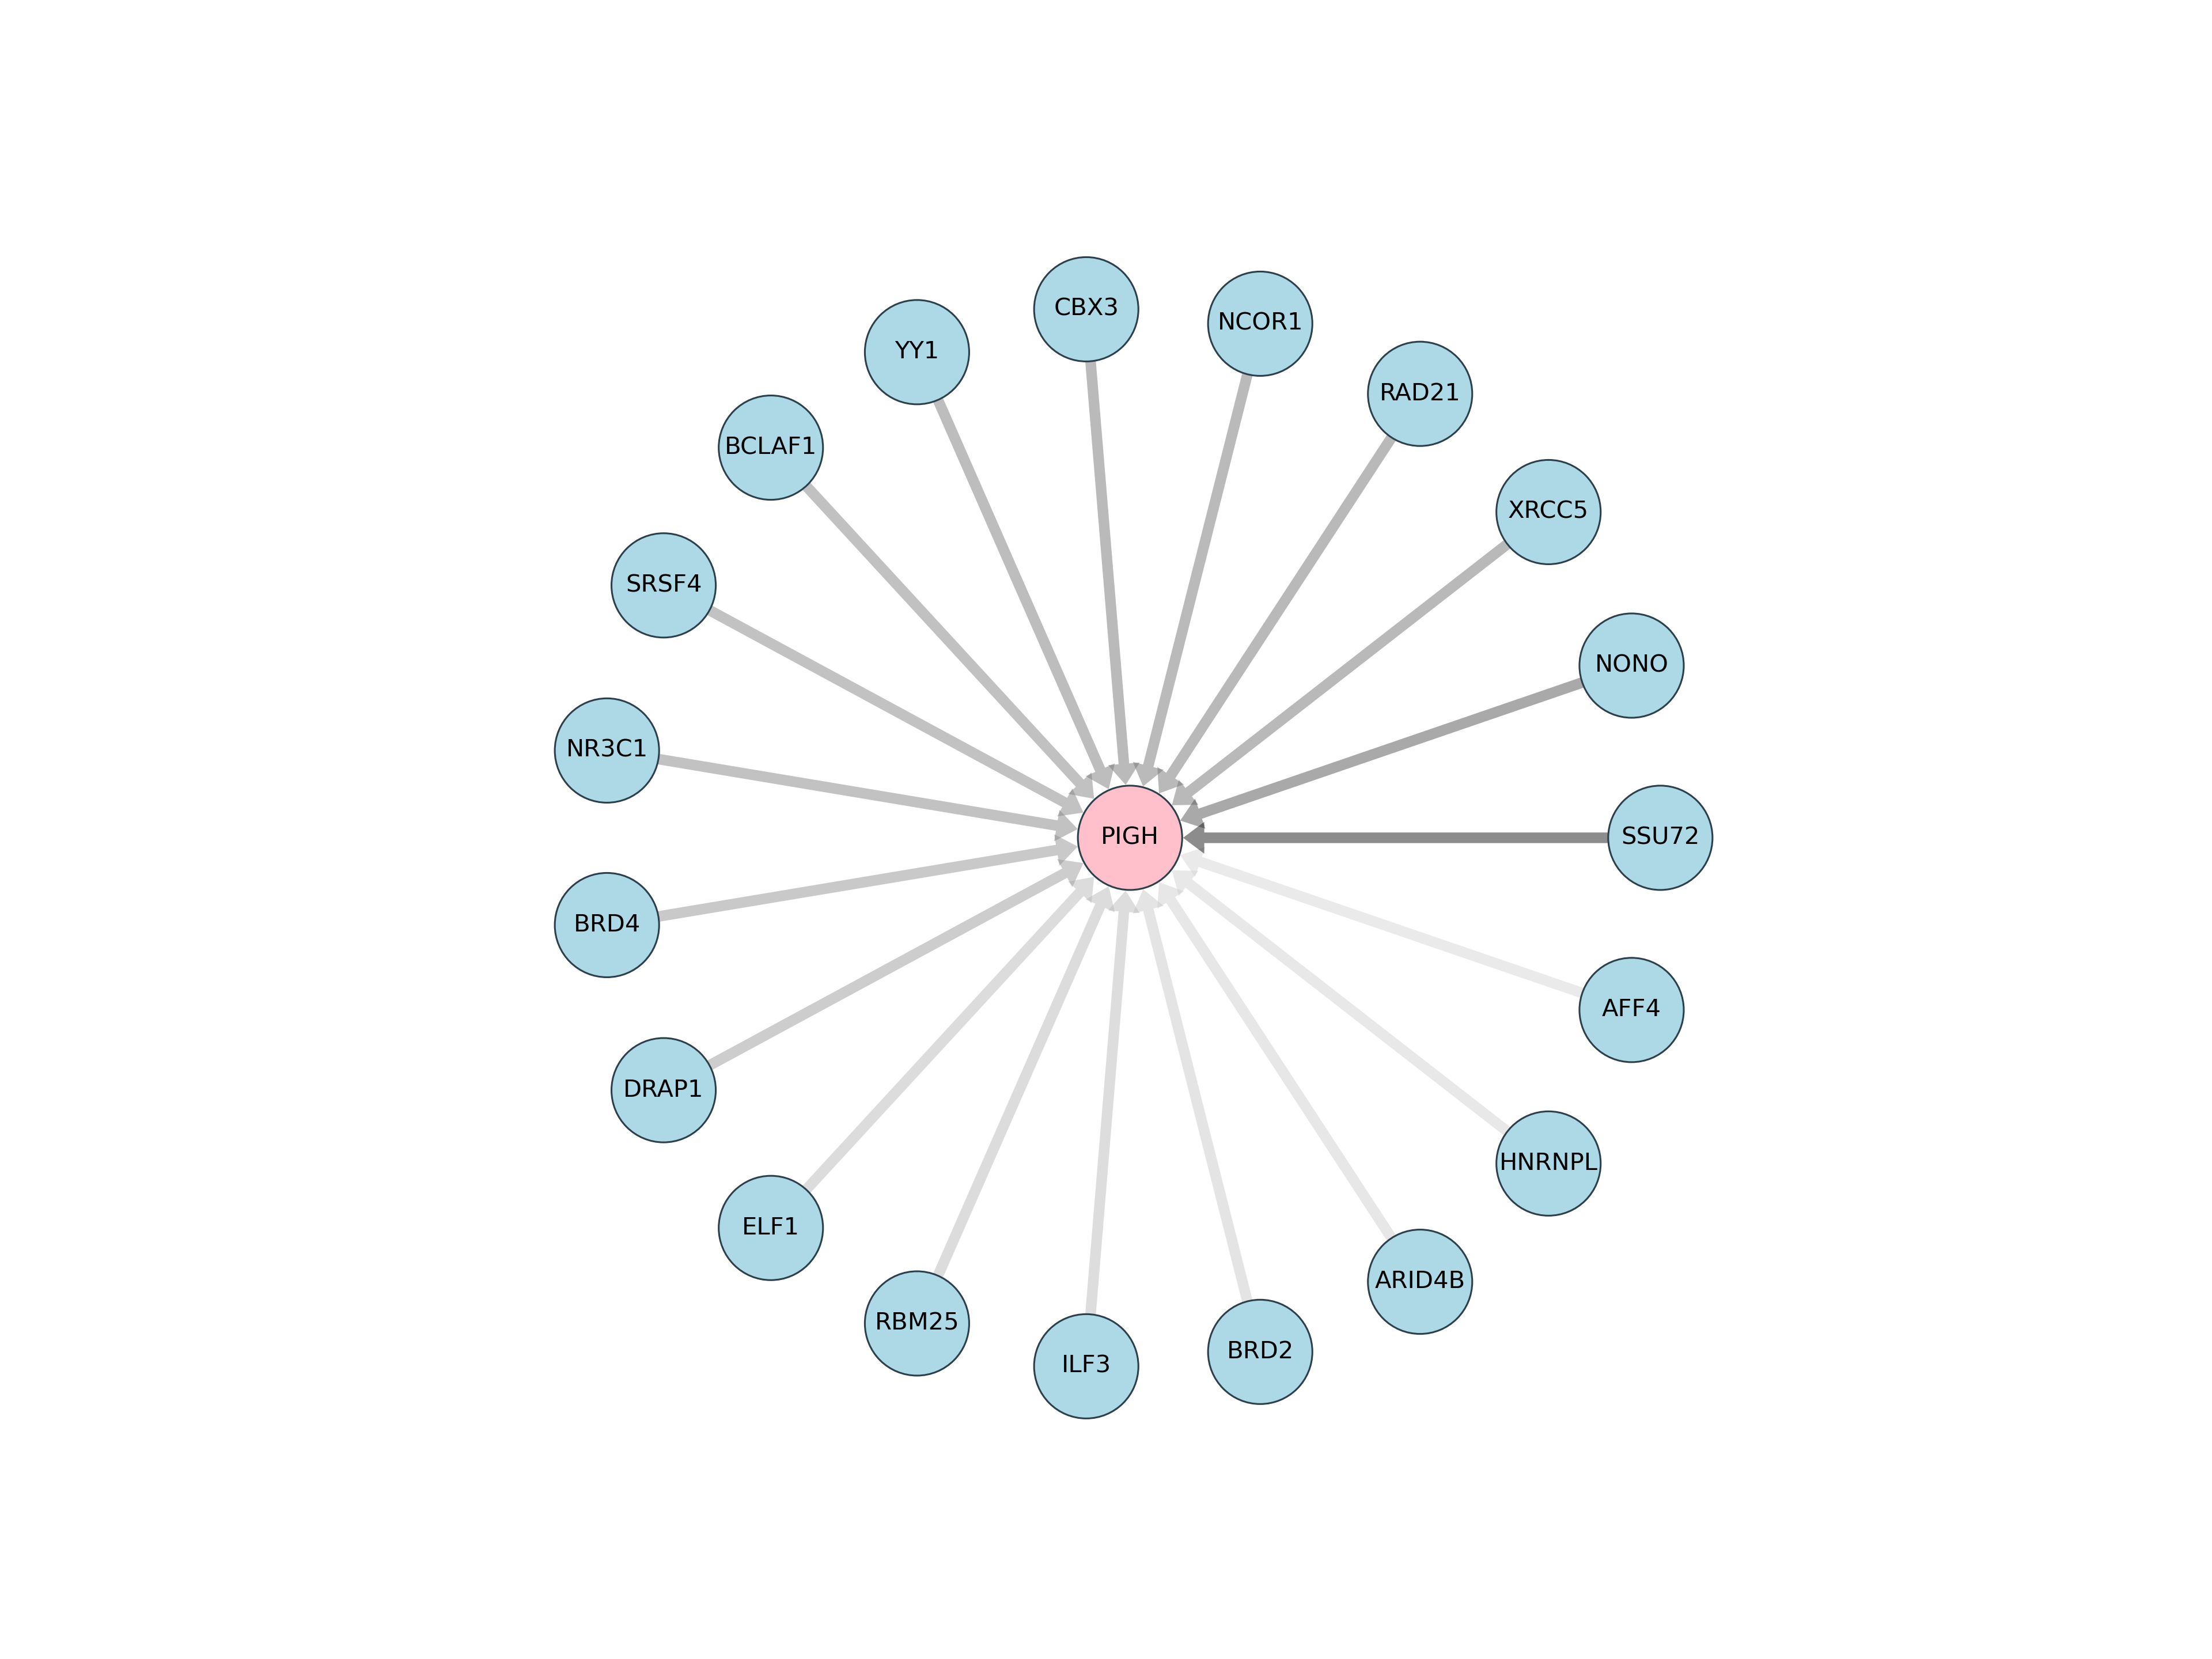 CBX3
NCOR1
YY1
RAD21
BCLAF1
XRCC5
SRSF4
NONO
NR3C1
PIGH
SSU72
BRD4
AFF4
DRAP1
HNRNPL
ELF1
ARID4B
RBM25
BRD2
ILF3